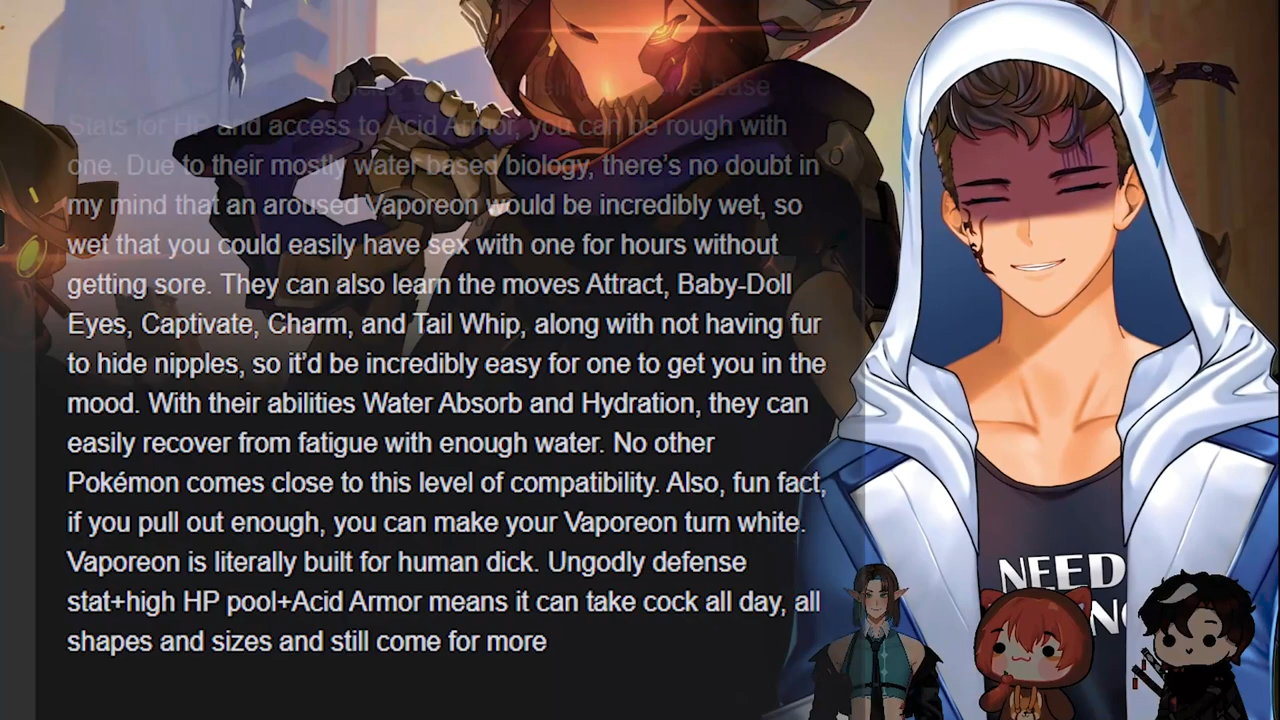 Base
Stats for HP and access to Acid Armor, you can be rough with
one. Due to their mostly water based biology, there's no doubt in
my mind that an aroused Vaporeon would be incredibly wet, so
wet that you could easily have sex with one for hours without
getting sore. They can also learn the moves Attract, Baby-Doll
Eyes, Captivate, Charm, and Tail Whip, along with not having fur
to hide nipples, so it'd be incredibly easy for one to get you in the
mood. With their abilities Water Absorb and Hydration, they can
easily recover from fatigue with enough water. No other
Pokémon comes close to this level of compatibility. Also, fun fact,
if you pull out enough, you can make your Vaporeon turn white.
Vaporeon is literally built for human dick. Ungodly defense
stat+high HP pool+Acid Armor means it can take cock all day, all
shapes and sizes and still come for more
NEED